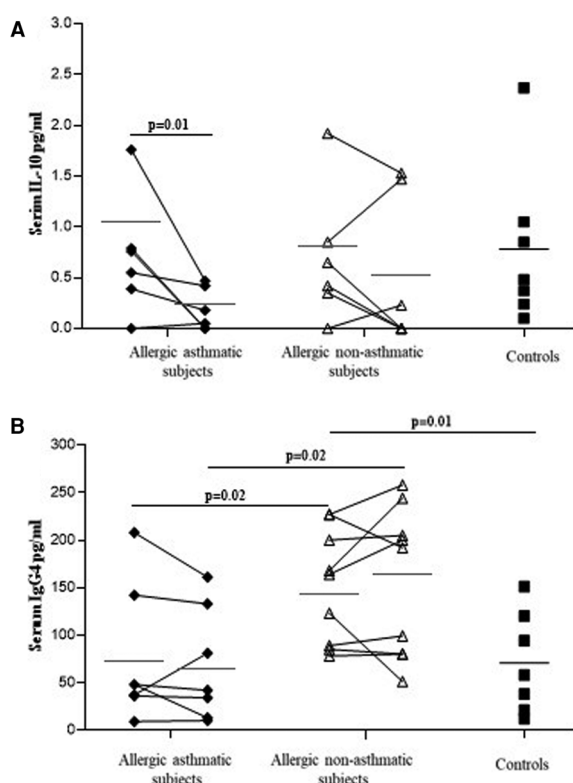 A
3.0
2.5
2.0
1.5
1.0
0.5
0.0
Serim IL-10 pg/ml
p=0.01
Allergic asthmatic
subjects
Allergic non-asthmatic
subjects
Controls
B
300
250
200
150
100
50
0
Serum IgG4 pg/ml
p=0.01
p=0.02
p=0.02
Allergic asthmatic
subjects
Allergic non-asthmatic
subjects
Controls